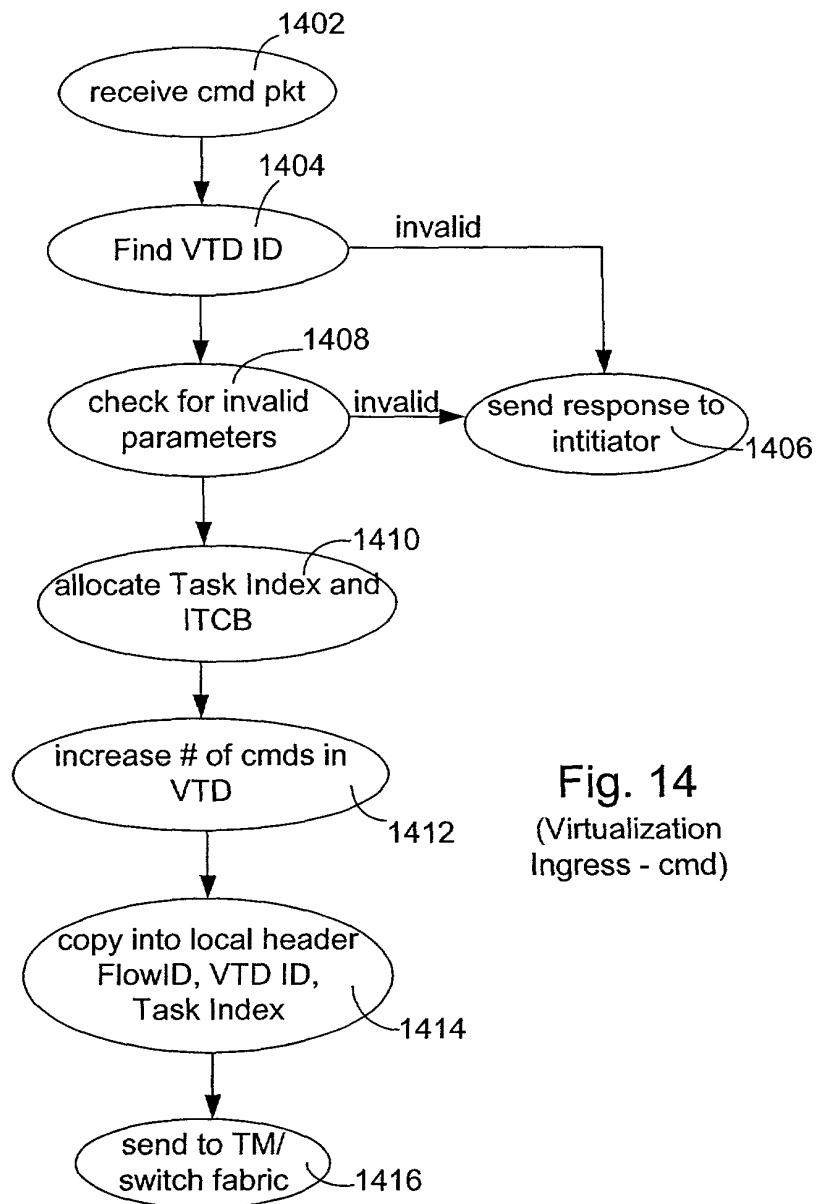 1402
receive cmd pkt
1404
Find VTD ID
invalid
1408
check for invalid
parameters
invalid
send response to
intitiator
1406
1410
allocate Task Index and
ITCB
increase # of cmds in
VTD
1412
Fig. 14
(Virtualization
Ingress - cmd)
copy into local header
FlowID, VTD ID,
Task Index
1414
send to TM/
switch fabric
1416